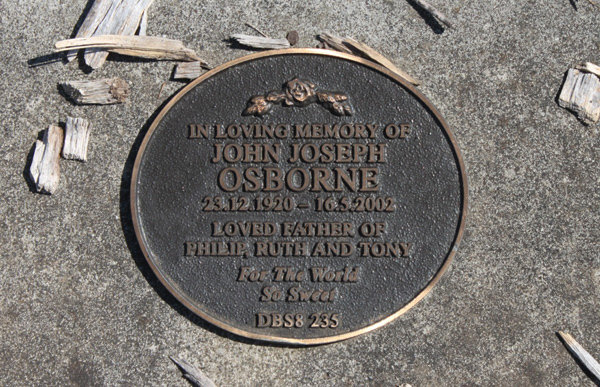 IN LOVING MEMORY OF
JOHN JOSEPH
OSBORNE
23.12.1920 – 16.5.2002
LOVED FATHER OF
PHILIP, RUTH AND TONY
For The World
So Sweet
DBS8 235